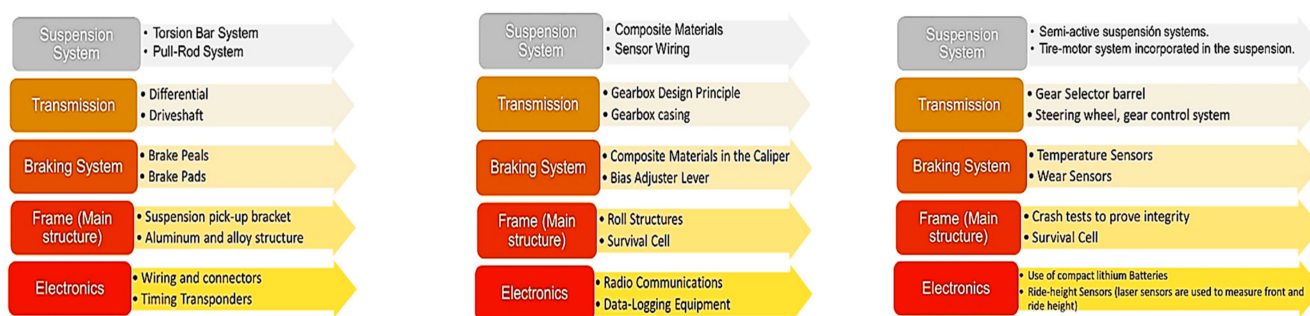 Suspension
System
• Torsion Bar System
• Pull-Rod System
Transmission
• Differential
• Driveshaft
Braking System
• Brake Peals
• Brake Pads
Frame (Main
structure)
• Suspension pick-up bracket
• Aluminum and alloy structure
Electronics
• Wiring and connectors
• Timing Transponders
Suspension
System
• Composite Materials
• Sensor Wiring
Transmission
• Gearbox Design Principle
• Gearbox casing
Braking System
• Composite Materials in the Caliper
• Bias Adjuster Lever
Frame (Main
structure)
• Roll Structures
• Survival Cell
Electronics
• Radio Communications
• Data-Logging Equipment
Suspension
System
• Semi-active suspensión systems.
• Tire-motor system incorporated in the suspension.
Transmission
• Gear Selector barrel
• Steering wheel, gear control system
Braking System
• Temperature Sensors
• Wear Sensors
Frame (Main
structure)
• Crash tests to prove integrity
• Survival Cell
Electronics
• Use of compact lithium Batteries
• Ride-height Sensors (laser sensors are used to measure front and
ride height)